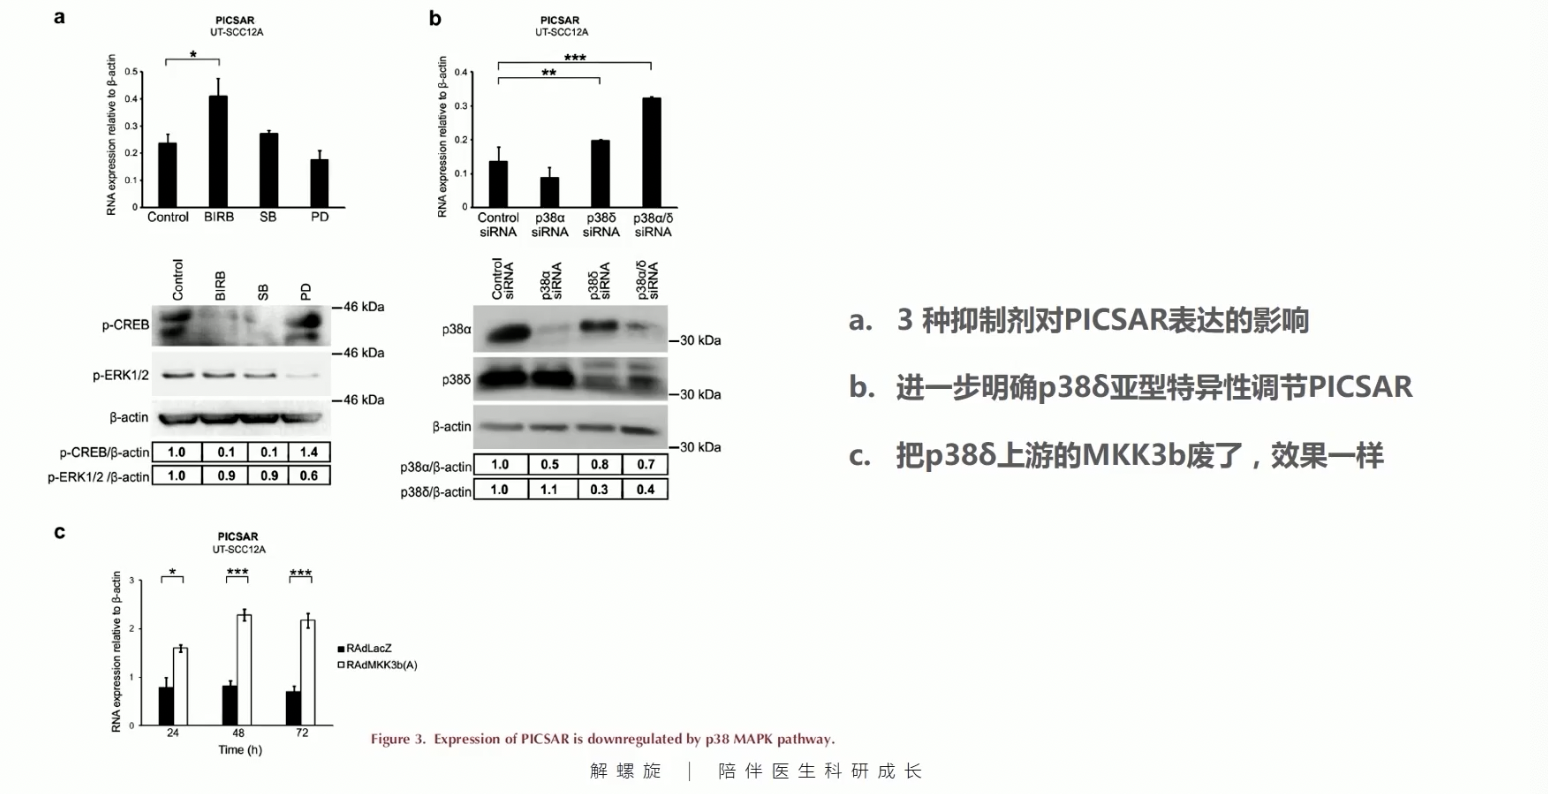 a
PICSAR
UT-SCC12A
RNA expression relative to β-actin
*
0.5
0.4
0.3
0.2
0.1
0
Control BIRB SB PD
Control BIRB SB PD
p-CREB
46 kDa
p-ERK1/2
46 kDa
β-actin
46 kDa
p-CREB/β-actin 1.0 0.1 0.1 1.4
p-ERK1/2 /β-actin 1.0 0.9 0.9 0.6
b
PICSAR
UT-SCC12A
RNA expression relative to β-actin
***
**
0.4
0.3
0.2
0.1
0
Control siRNA p38α siRNA p38δ siRNA p38α/δ siRNA
Control siRNA p38α siRNA p38δ siRNA p38α/δ siRNA
p38α
30 kDa
p38δ
30 kDa
β-actin
30 kDa
p38α/β-actin 1.0 0.5 0.8 0.7
p38δ/β-actin 1.0 1.1 0.3 0.4
c
PICSAR
UT-SCC12A
RNA expression relative to β-actin
* *** ***
3
2
1
0
24 48 72
Time (h)
RAdLacZ
RAdMKK3b(A)
Figure 3. Expression of PICSAR is downregulated by p38 MAPK pathway.
a. 3 种抑制剂对PICSAR表达的影响
b. 进一步明确p38δ亚型特异性调节PICSAR
c. 把p38δ上游的MKK3b废了，效果一样
解螺旋 | 陪伴医生科研成长